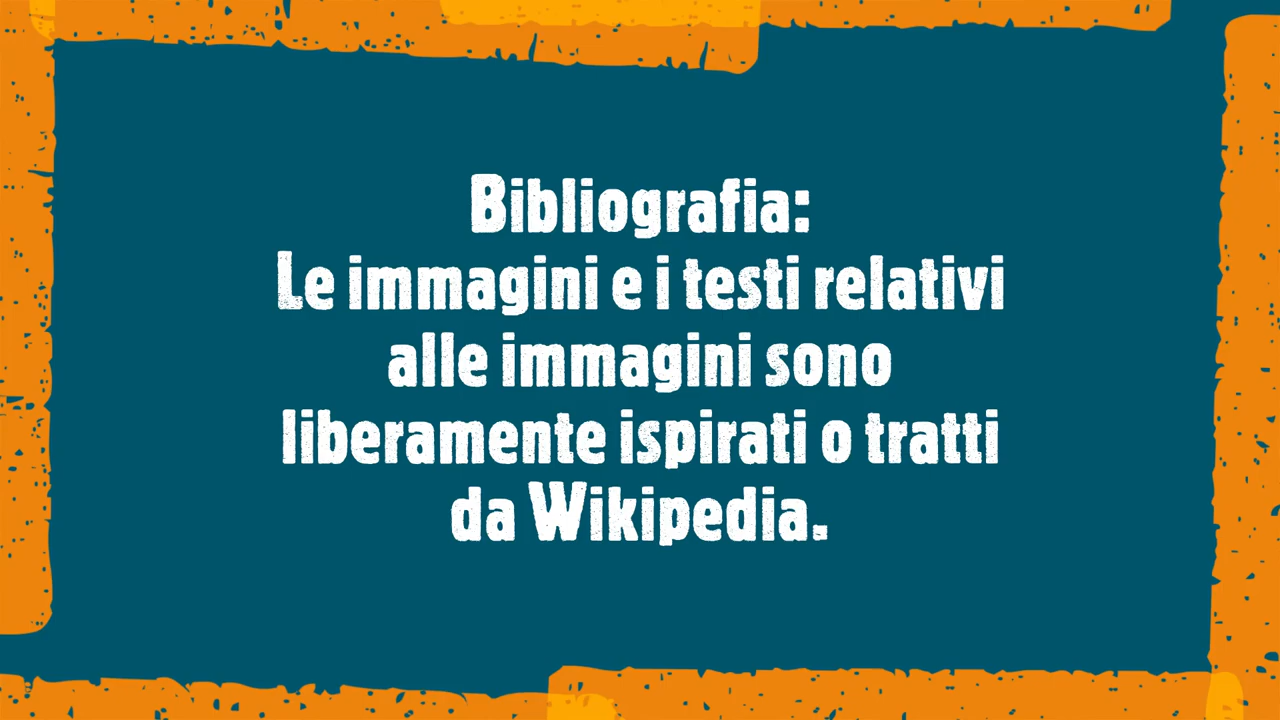 Bibliografia:
Le immagini e i testi relativi
alle immagini sono
liberamente ispirati o tratti
da Wikipedia.